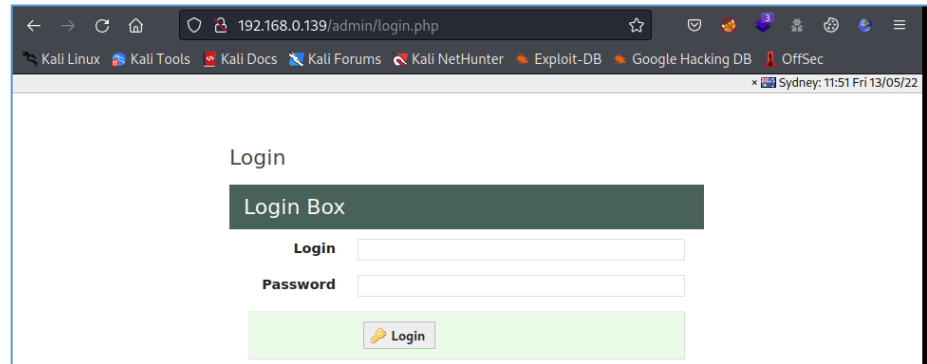 192.168.0.139/admin/login.php
3
Kali Linux Kali Tools Kali Docs Kali Forums Kali NetHunter Exploit-DB Google Hacking DB OffSec
× Sydney: 11:51 Fri 13/05/22
Login
Login Box
Login
Password
Login